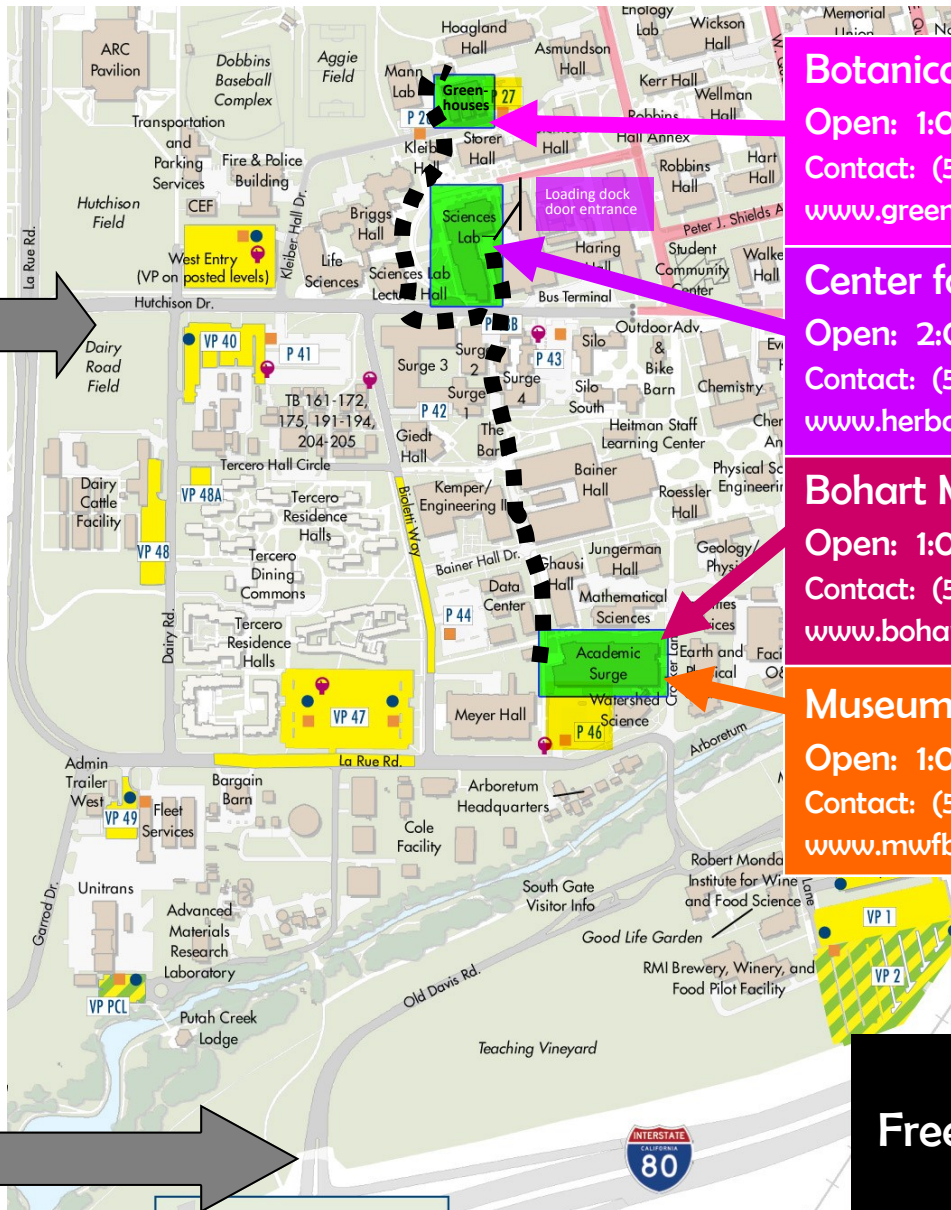 Enology
Lab
Wickson
Hall
Memorial
Union
Hoagland
Hall
ARC
Pavilion
Dobbins
Baseball
Complex
Aggie
Field
Asmundson
Hall
Mann
Lab
Green-
houses
P 27
Kerr Hall
Wellman
Hall
Botanica
Open: 1:0
Contact: (5
www.green
Transportation
and
Parking
Services
Fire & Police
Building
Storer
Hall
Hall
Robbins
Hall Annex
Robbins
Hall
Hart
Hall
CEF
Hutchison
Field
La Rue Rd.
Kleiber Hall Dr.
Briggs
Hall
Sciences
Lab
Loading dock
door entrance
Peter J. Shields A
West Entry
(VP on posted levels)
Life
Sciences
Sciences Lab
Lecture Hall
Haring
Hall
Student
Community
Center
Walke
Hall
Center fo
Open: 2:0
Contact: (5
www.herba
Hutchison Dr.
Bus Terminal
Dairy
Road
Field
VP 40
P 41
Surge 3
Surge
2
P 43
Silo
Outdoor Adv.
&
Bike
Barn
Surge
1
Surge
4
Silo
South
Chemistry
TB 161-172,
175, 191-194,
204-205
P 42
Giedt
Hall
The
Heitman Staff
Learning Center
Tercero Hall Circle
Dairy
Cattle
Facility
VP 48A
VP 48
Tercero
Residence
Halls
Bioletti Way
Kemper/
Engineering II
Bainer
Hall
Roessler
Hall
Physical Sc
Engineerin
Bohart M
Open: 1:0
Contact: (5
www.boha
Tercero
Dining
Commons
Bainer Hall Dr.
Ghausi
Hall
Jungerman
Hall
Geology/
Physi
Data
Center
Mathematical
Sciences
Dairy Rd.
Tercero
Residence
Halls
P 44
Academic
Surge
Earth and
Physical
Museum
Open: 1:0
Contact: (5
www.mwfb
VP 47
Meyer Hall
Watershed
Science
P 46
La Rue Rd.
Arboretum
Admin
Trailer
West
VP 49
Fleet
Services
Bargain
Barn
Arboretum
Headquarters
Cole
Facility
Garrod Dr.
Unitrans
Advanced
Materials
Research
Laboratory
South Gate
Visitor Info
Robert Monda
Institute for Wine
and Food Science
Lane
Good Life Garden
VP 1
VP 2
VP PCL
Old Davis Rd.
RMI Brewery, Winery, and
Food Pilot Facility
Putah Creek
Lodge
Teaching Vineyard
INTERSTATE
CALIFORNIA
80
Free